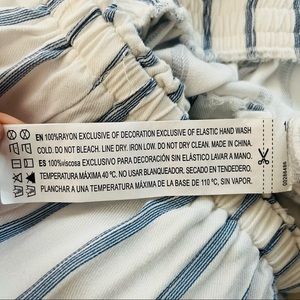 EN 100%RAYON EXCLUSIVE OF DECORATION EXCLUSIVE OF ELASTIC HAND WASH
COLD. DO NOT BLEACH. LINE DRY. IRON LOW. DO NOT DRY CLEAN. MADE IN CHINA.
ES 100%viscosa EXCLUSIVO PARA DECORACIÓN SIN ELÁSTICO LAVAR A MANO.
TEMPERATURA MÁXIMA 40 ºC. NO USAR BLANQUEADOR. SECADO EN TENDEDERO.
PLANCHAR A UNA TEMPERATURA MÁXIMA DE LA BASE DE 110 ºC, SIN VAPOR.